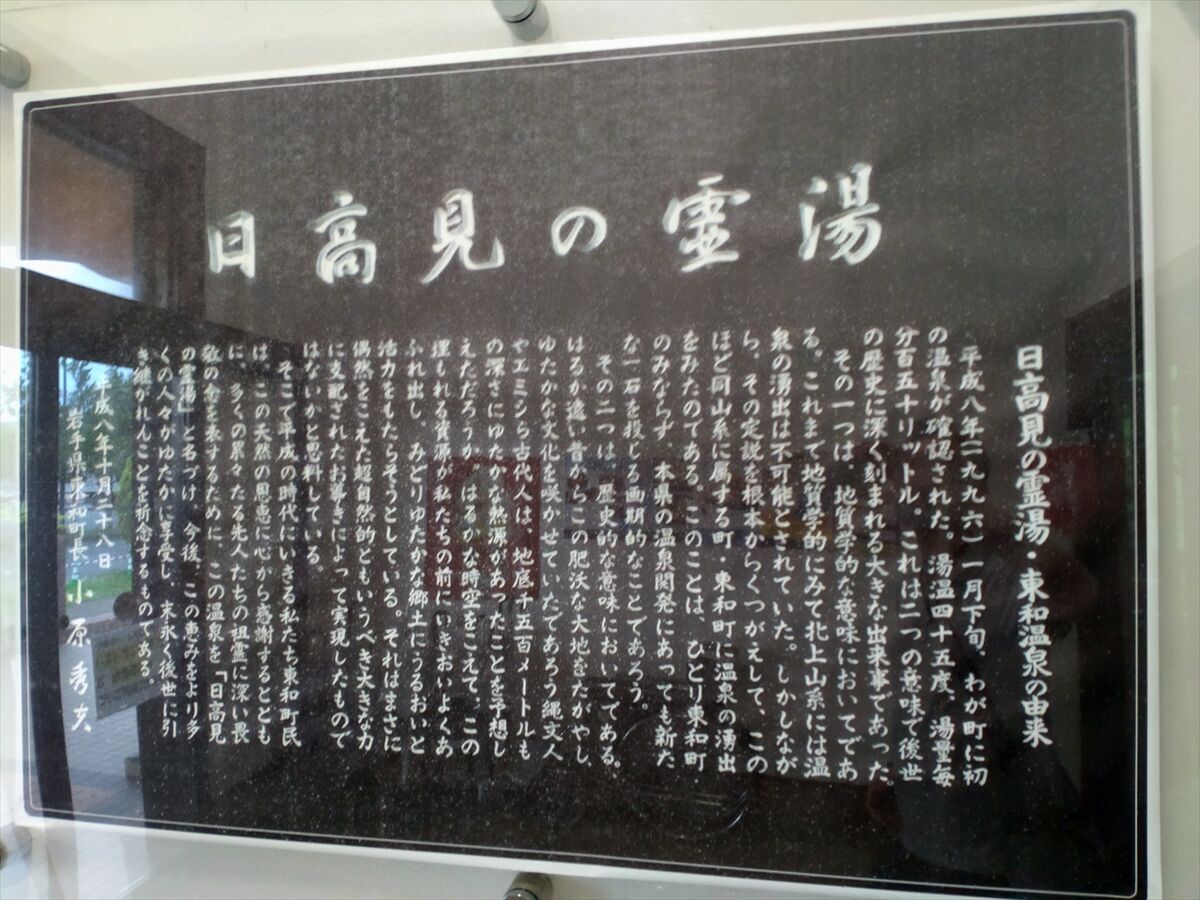 日高見の霊湯
日高見の霊湯・東和温泉の由来
平成八年(一九九六)一月下旬、わが町に初
の温泉が確認された。湯温四十五度、湯量毎
分百五十リットル。これは二つの意味で後世
の歴史に深く刻まれる大きな出来事であった。
その一つは、地質学的な意味においてであ
る。これまで地質学的にみて北上山系には温
泉の湧出は不可能とされていた。しかしなが
ら、その定説を根本からくつがえして、この
ほど同山系に属する町・東和町に温泉の湧出
をみたのである。このことは、ひとり東和町
のみならず、本県の温泉開発にあっても新た
な一石を投じる画期的なことであろう。
その二つは、歴史的な意味においてである。
はるか遠い昔からこの肥沃な大地をたがやし、
ゆたかな文化を咲かせていたであろう縄文人
やエミシら古代人は、地底千五百メートルも
の深さにゆたかな熱源があったことを予想し
えただろうか。はるかな時空をこえて、この
埋もれる資源が私たちの前にいきおいよくあ
ふれ出し、みどりゆたかな郷土にうるおいと
活力をもたらそうとしている。それはまさに
偶然をこえた超自然的ともいうべき大きな力
に支配されたお導きによって実現したもので
はないかと思料している。
そこで平成の時代にいきる私たち東和町民
は、この天然の恩恵に心から感謝するととも
に、多くの累々たる先人たちの祖霊に深い畏
敬の念を表するために、この温泉を「日高見
の霊湯」と名づけ、今後、この恵みをより多
くの人々がゆたかに享受し、末永く後世に引
き継がれんことを祈念するものである。
平成八年十月二十八日
岩手県東和町長 小原秀夫